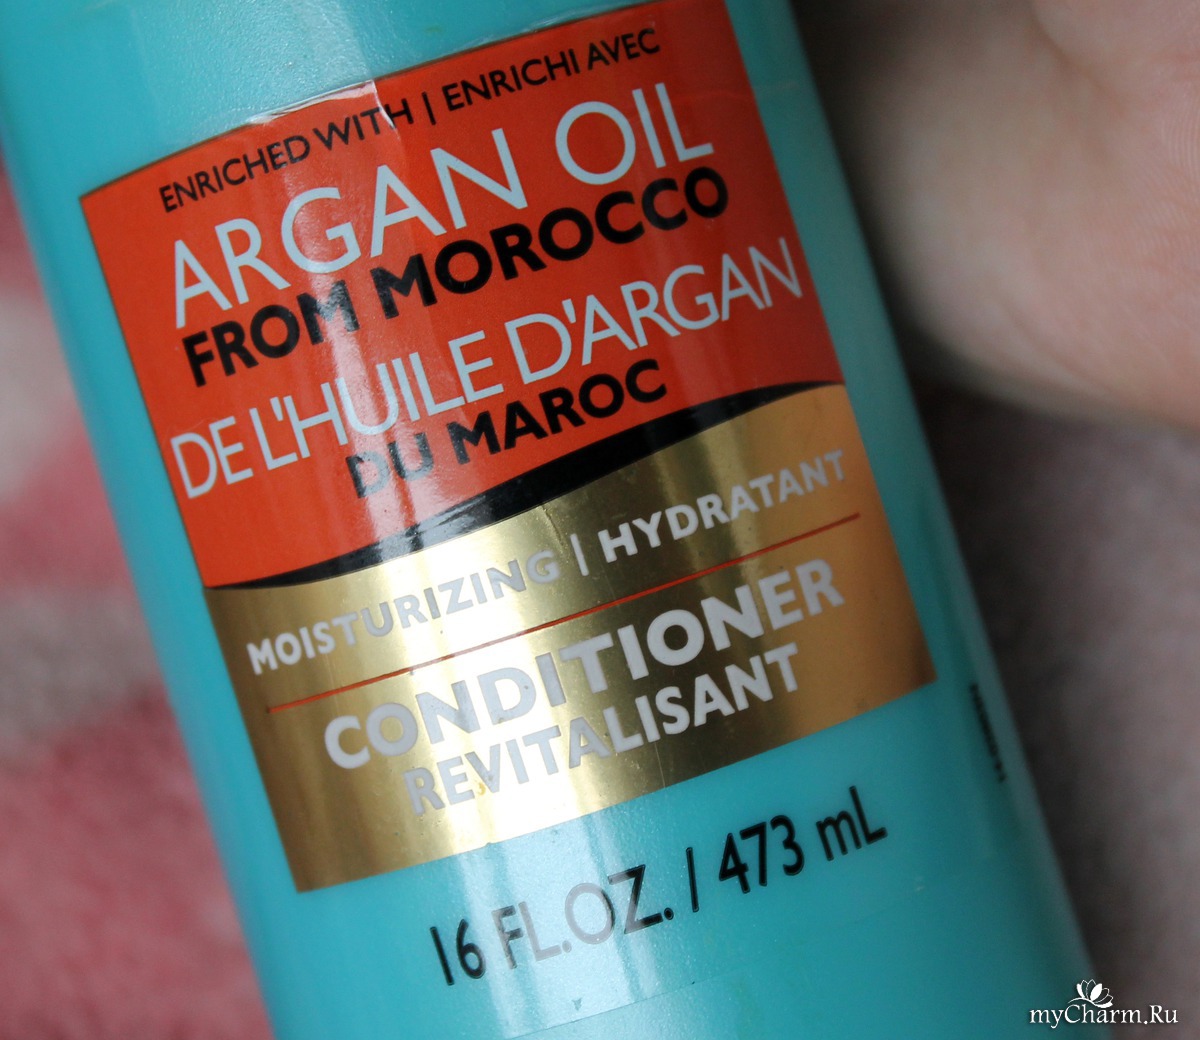 ENRICHED WITH | ENRICHI AVEC
ARGAN OIL
FROM MOROCCO
DE L'HUILE D'ARGAN
DU MAROC
MOISTURIZING | HYDRATANT
CONDITIONER
REVITALISANT
16 FL.OZ. / 473 mL
myCharm.Ru